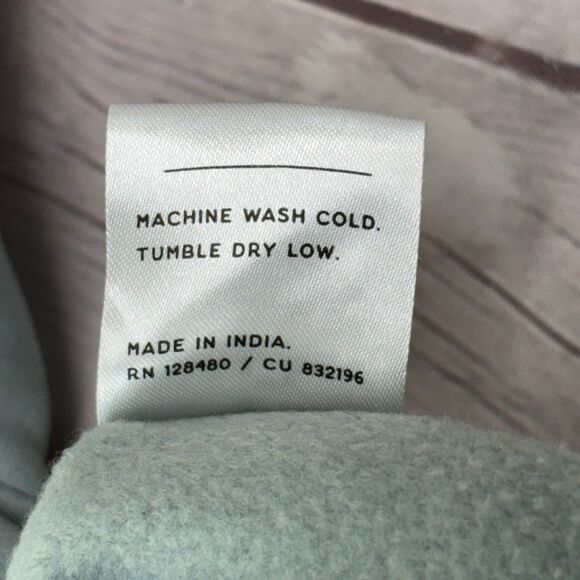 MACHINE WASH COLD.
TUMBLE DRY LOW.
MADE IN INDIA.
RN 128480 / CU 832196